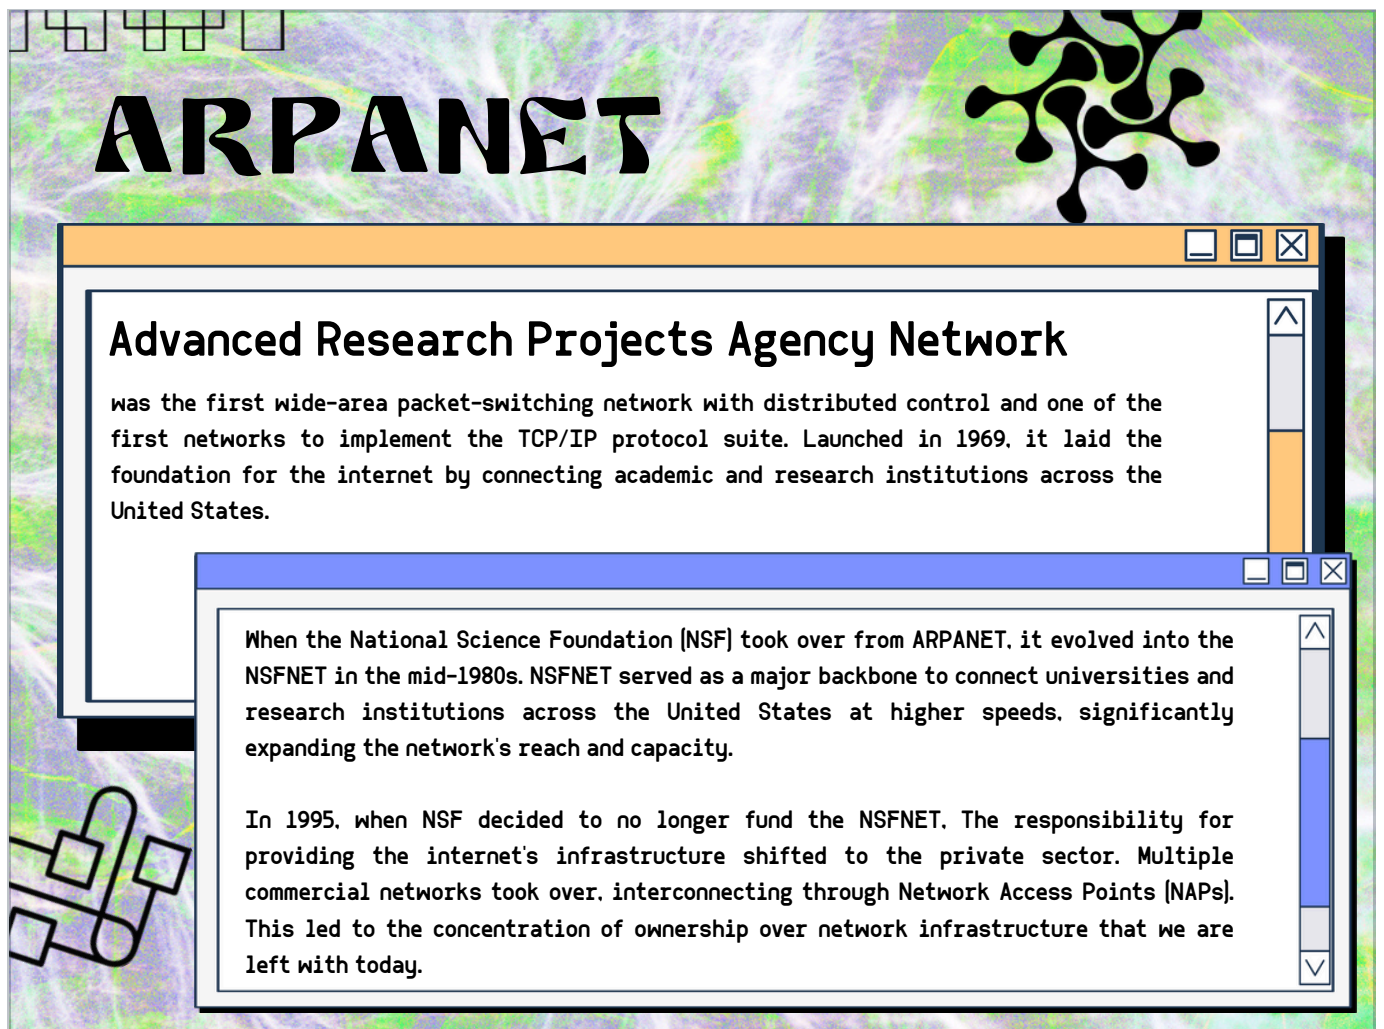 ARPANET
Advanced Research Projects Agency Network
was the first wide-area packet-switching network with distributed control and one of the
first networks to implement the TCP/IP protocol suite. Launched in 1969, it laid the
foundation for the internet by connecting academic and research institutions across the
United States.
When the National Science Foundation (NSF) took over from ARPANET, it evolved into the
NSFNET in the mid-1980s. NSFNET served as a major backbone to connect universities and
research institutions across the United States at higher speeds, significantly
expanding the network's reach and capacity.
In 1995, when NSF decided to no longer fund the NSFNET, The responsibility for
providing the internet's infrastructure shifted to the private sector. Multiple
commercial networks took over, interconnecting through Network Access Points (NAPs).
This led to the concentration of ownership over network infrastructure that we are
left with today.